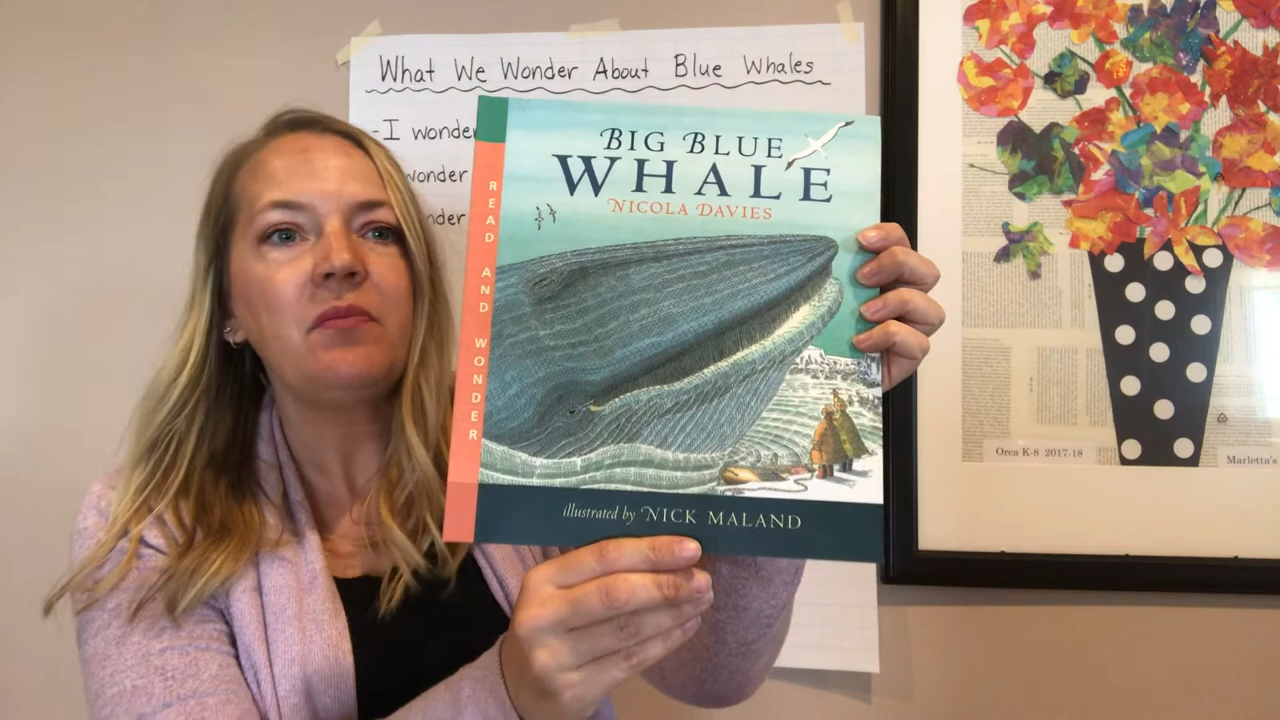 What We Wonder About Blue Whales
-I wonder
wonder
BIG BLUE
WHALE
NICOLA DAVIES
READ AND WONDER
illustrated by NICK MALAND
Orca K-8 2017-18
Marletta's